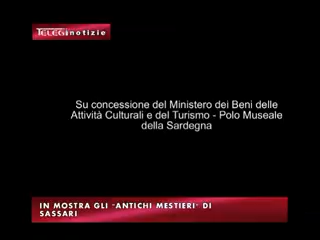 TELEGinotizie
Su concessione del Ministero dei Beni delle
Attività Culturali e del Turismo - Polo Museale
della Sardegna
IN MOSTRA GLI "ANTICHI MESTIERI" DI
SASSARI